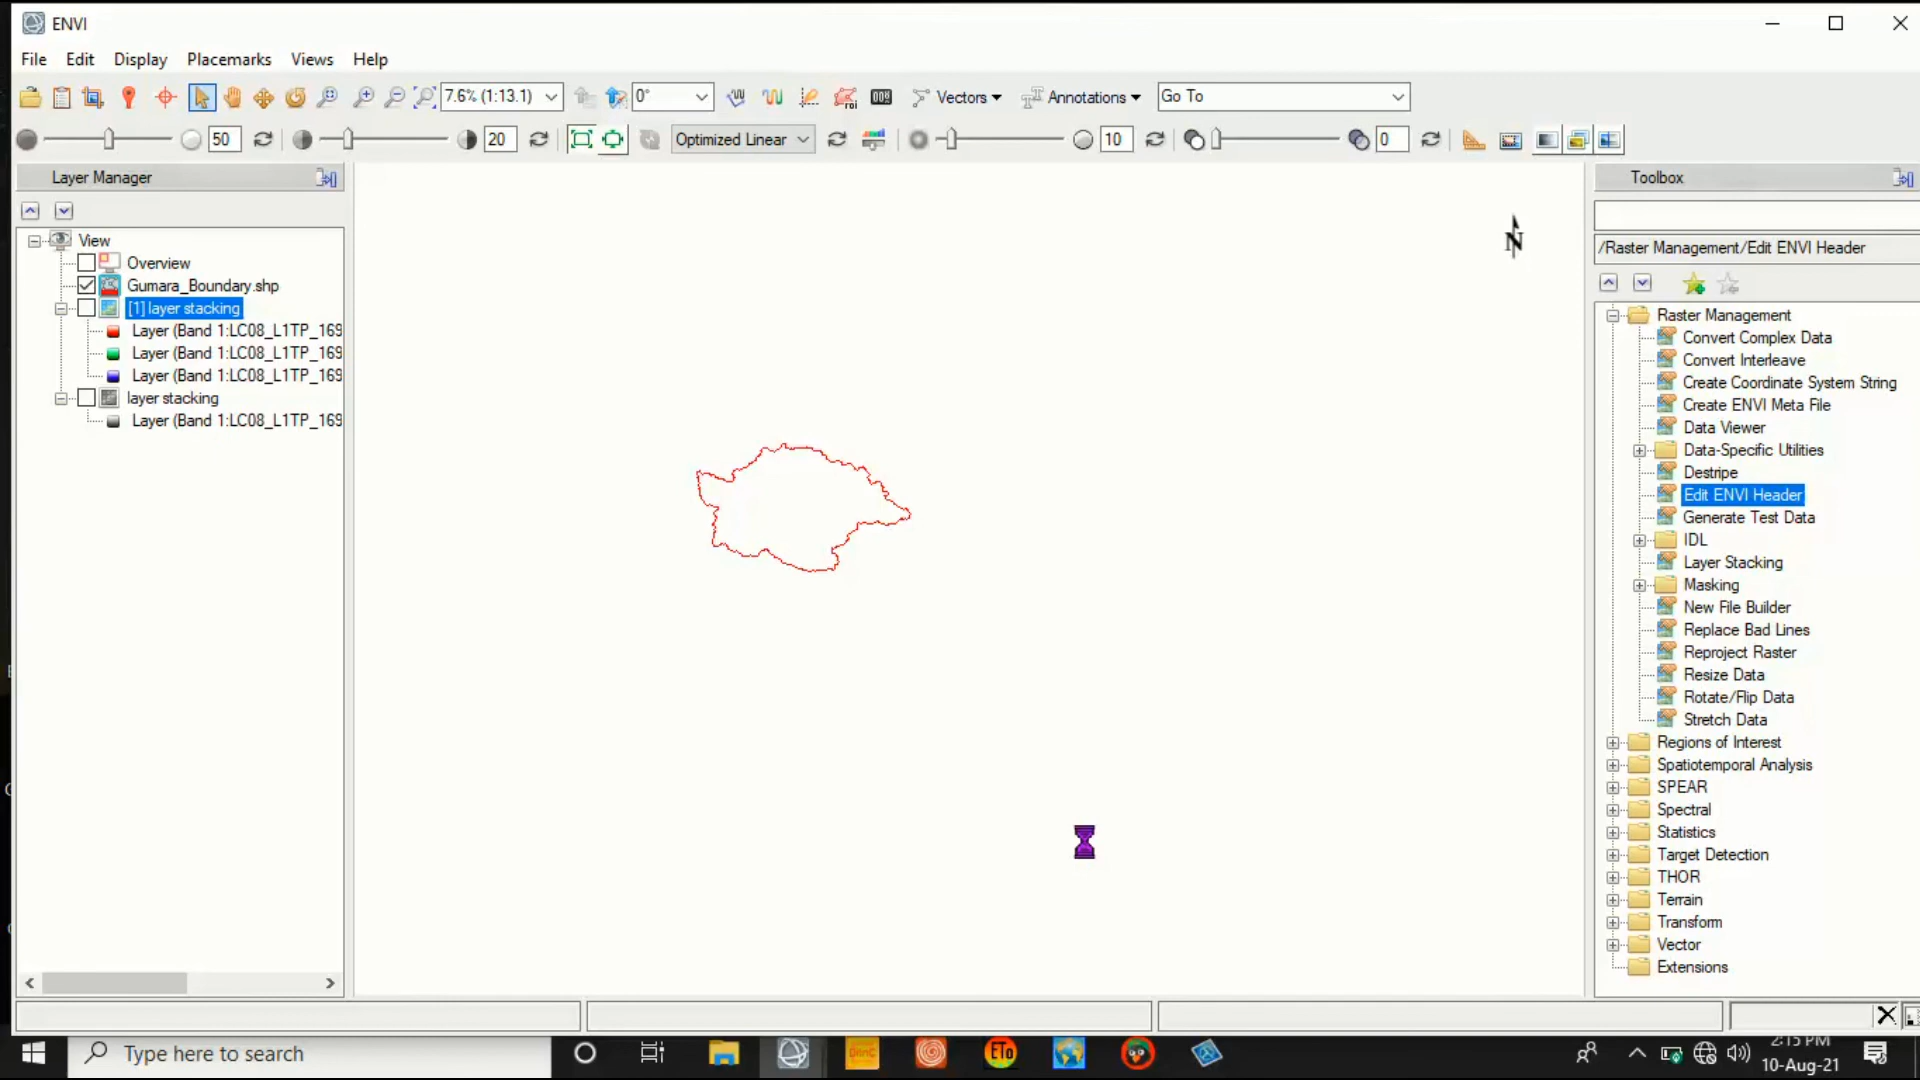 ENVI
File Edit Display Placemarks Views Help
7.6% (1:13.1) 0° Vectors Annotations Go To
50 20 Optimized Linear 10 0
Layer Manager
View
Overview
Gumara_Boundary.shp
[1] layer stacking
Layer (Band 1:LC08_L1TP_169
Layer (Band 1:LC08_L1TP_169
Layer (Band 1:LC08_L1TP_169
layer stacking
Layer (Band 1:LC08_L1TP_169
N
Toolbox
/Raster Management/Edit ENVI Header
Raster Management
Convert Complex Data
Convert Interleave
Create Coordinate System String
Create ENVI Meta File
Data Viewer
Data-Specific Utilities
Destripe
Edit ENVI Header
Generate Test Data
IDL
Layer Stacking
Masking
New File Builder
Replace Bad Lines
Reproject Raster
Resize Data
Rotate/Flip Data
Stretch Data
Regions of Interest
Spatiotemporal Analysis
SPEAR
Spectral
Statistics
Target Detection
THOR
Terrain
Transform
Vector
Extensions
Type here to search
ETo
2:15 PM
10-Aug-21